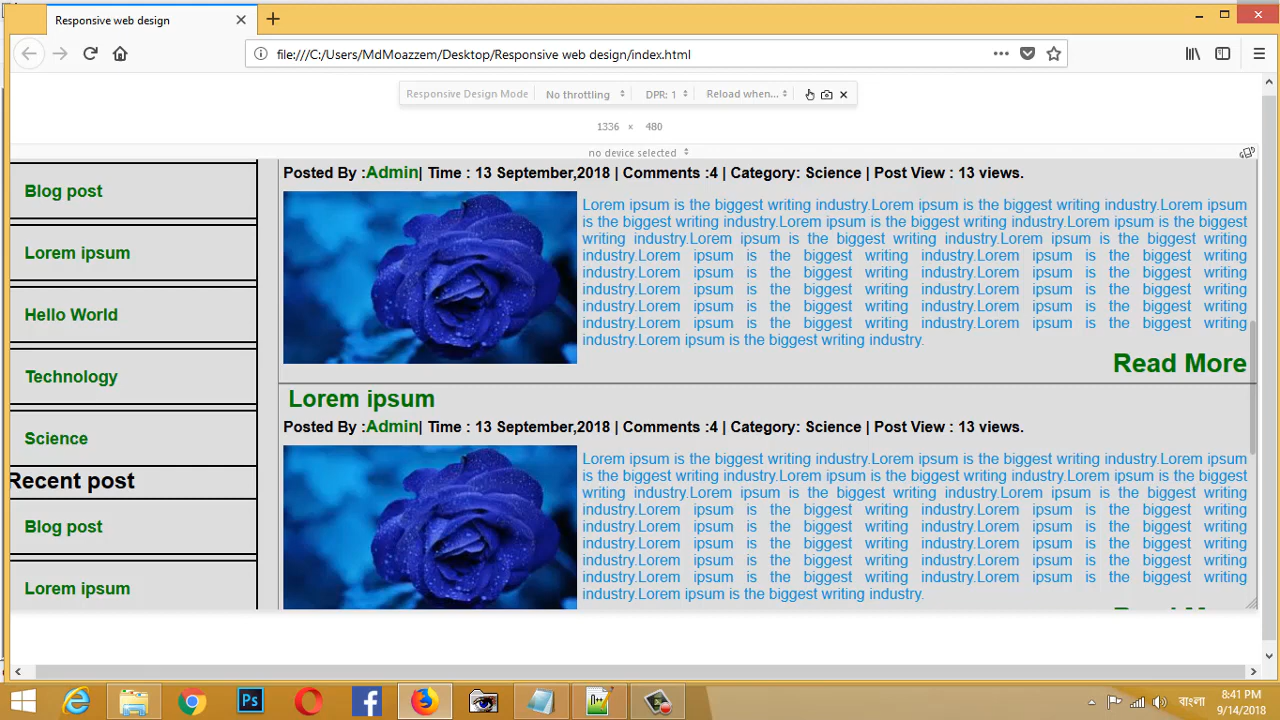 Responsive web design
file:///C:/Users/MdMoazzem/Desktop/Responsive web design/index.html
Responsive Design Mode No throttling DPR: 1 Reload when...
1336 × 480
no device selected
Blog post
Lorem ipsum
Hello World
Technology
Science
Recent post
Blog post
Lorem ipsum
Posted By :Admin| Time : 13 September,2018 | Comments :4 | Category: Science | Post View : 13 views.
Lorem ipsum is the biggest writing industry.Lorem ipsum is the biggest writing industry.Lorem ipsum
is the biggest writing industry.Lorem ipsum is the biggest writing industry.Lorem ipsum is the biggest
writing industry.Lorem ipsum is the biggest writing industry.Lorem ipsum is the biggest writing
industry.Lorem ipsum is the biggest writing industry.Lorem ipsum is the biggest writing
industry.Lorem ipsum is the biggest writing industry.Lorem ipsum is the biggest writing
industry.Lorem ipsum is the biggest writing industry.Lorem ipsum is the biggest writing
industry.Lorem ipsum is the biggest writing industry.Lorem ipsum is the biggest writing
industry.Lorem ipsum is the biggest writing industry.Lorem ipsum is the biggest writing
industry.Lorem ipsum is the biggest writing industry.
Read More
Lorem ipsum
Posted By :Admin| Time : 13 September,2018 | Comments :4 | Category: Science | Post View : 13 views.
Lorem ipsum is the biggest writing industry.Lorem ipsum is the biggest writing industry.Lorem ipsum
is the biggest writing industry.Lorem ipsum is the biggest writing industry.Lorem ipsum is the biggest
writing industry.Lorem ipsum is the biggest writing industry.Lorem ipsum is the biggest writing
industry.Lorem ipsum is the biggest writing industry.Lorem ipsum is the biggest writing
industry.Lorem ipsum is the biggest writing industry.Lorem ipsum is the biggest writing
industry.Lorem ipsum is the biggest writing industry.Lorem ipsum is the biggest writing
industry.Lorem ipsum is the biggest writing industry.Lorem ipsum is the biggest writing
industry.Lorem ipsum is the biggest writing industry.Lorem ipsum is the biggest writing
industry.Lorem ipsum is the biggest writing industry.
Ps
বাংলা
8:41 PM
9/14/2018